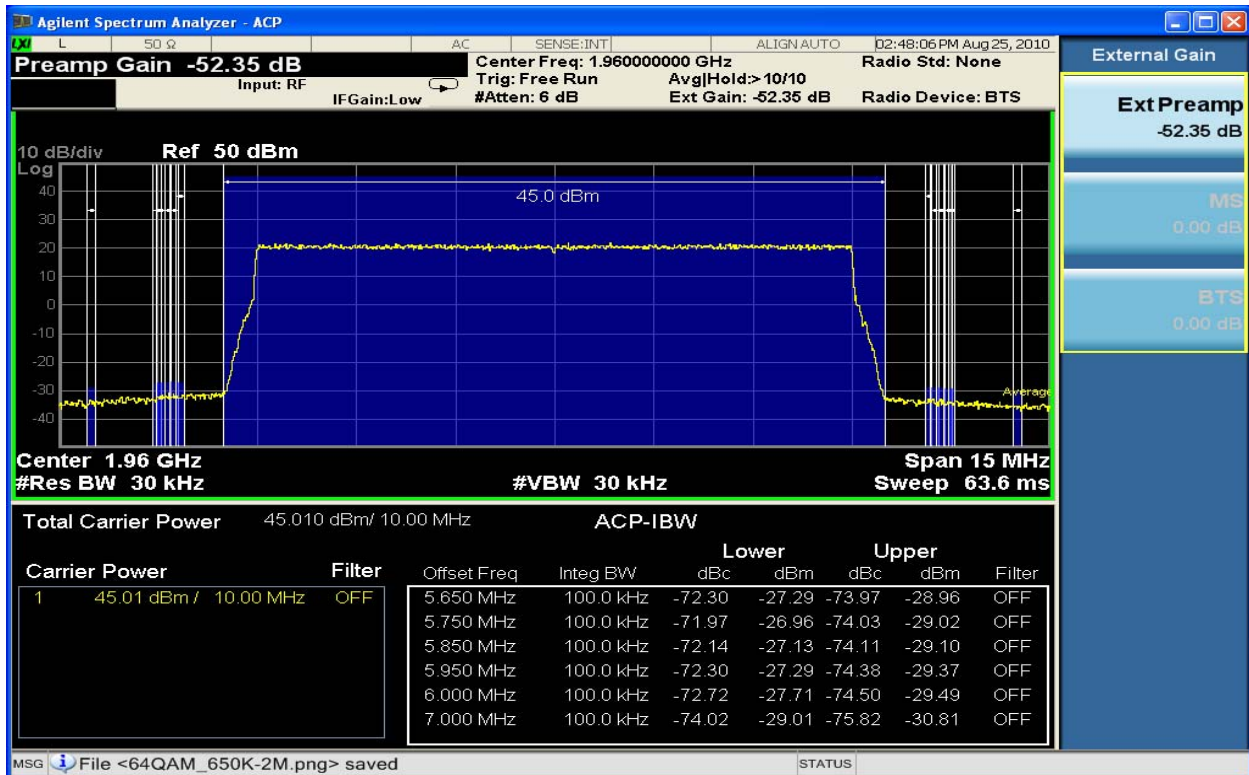 Agilent Spectrum Analyzer - ACP
LXI L 50 Ω AC SENSE:INT ALIGN AUTO 02:48:06 PM Aug 25, 2010
Preamp Gain -52.35 dB
Input: RF
IFGain:Low
Center Freq: 1.960000000 GHz
Trig: Free Run Avg|Hold:> 10/10
#Atten: 6 dB Ext Gain: -52.35 dB
Radio Std: None
Radio Device: BTS
10 dB/div Ref 50 dBm
Log
40
30
20
10
0
-10
-20
-30
-40
45.0 dBm
Average
Center 1.96 GHz Span 15 MHz
#Res BW 30 kHz #VBW 30 kHz Sweep 63.6 ms
Total Carrier Power 45.010 dBm/ 10.00 MHz ACP-IBW
Lower Upper
Carrier Power Filter Offset Freq Integ BW dBc dBm dBc dBm Filter
1 45.01 dBm / 10.00 MHz OFF 5.650 MHz 100.0 kHz -72.30 -27.29 -73.97 -28.96 OFF
5.750 MHz 100.0 kHz -71.97 -26.96 -74.03 -29.02 OFF
5.850 MHz 100.0 kHz -72.14 -27.13 -74.11 -29.10 OFF
5.950 MHz 100.0 kHz -72.30 -27.29 -74.38 -29.37 OFF
6.000 MHz 100.0 kHz -72.72 -27.71 -74.50 -29.49 OFF
7.000 MHz 100.0 kHz -74.02 -29.01 -75.82 -30.81 OFF
MSG File <64QAM_650K-2M.png> saved STATUS
External Gain
Ext Preamp
-52.35 dB
MS
0.00 dB
BTS
0.00 dB